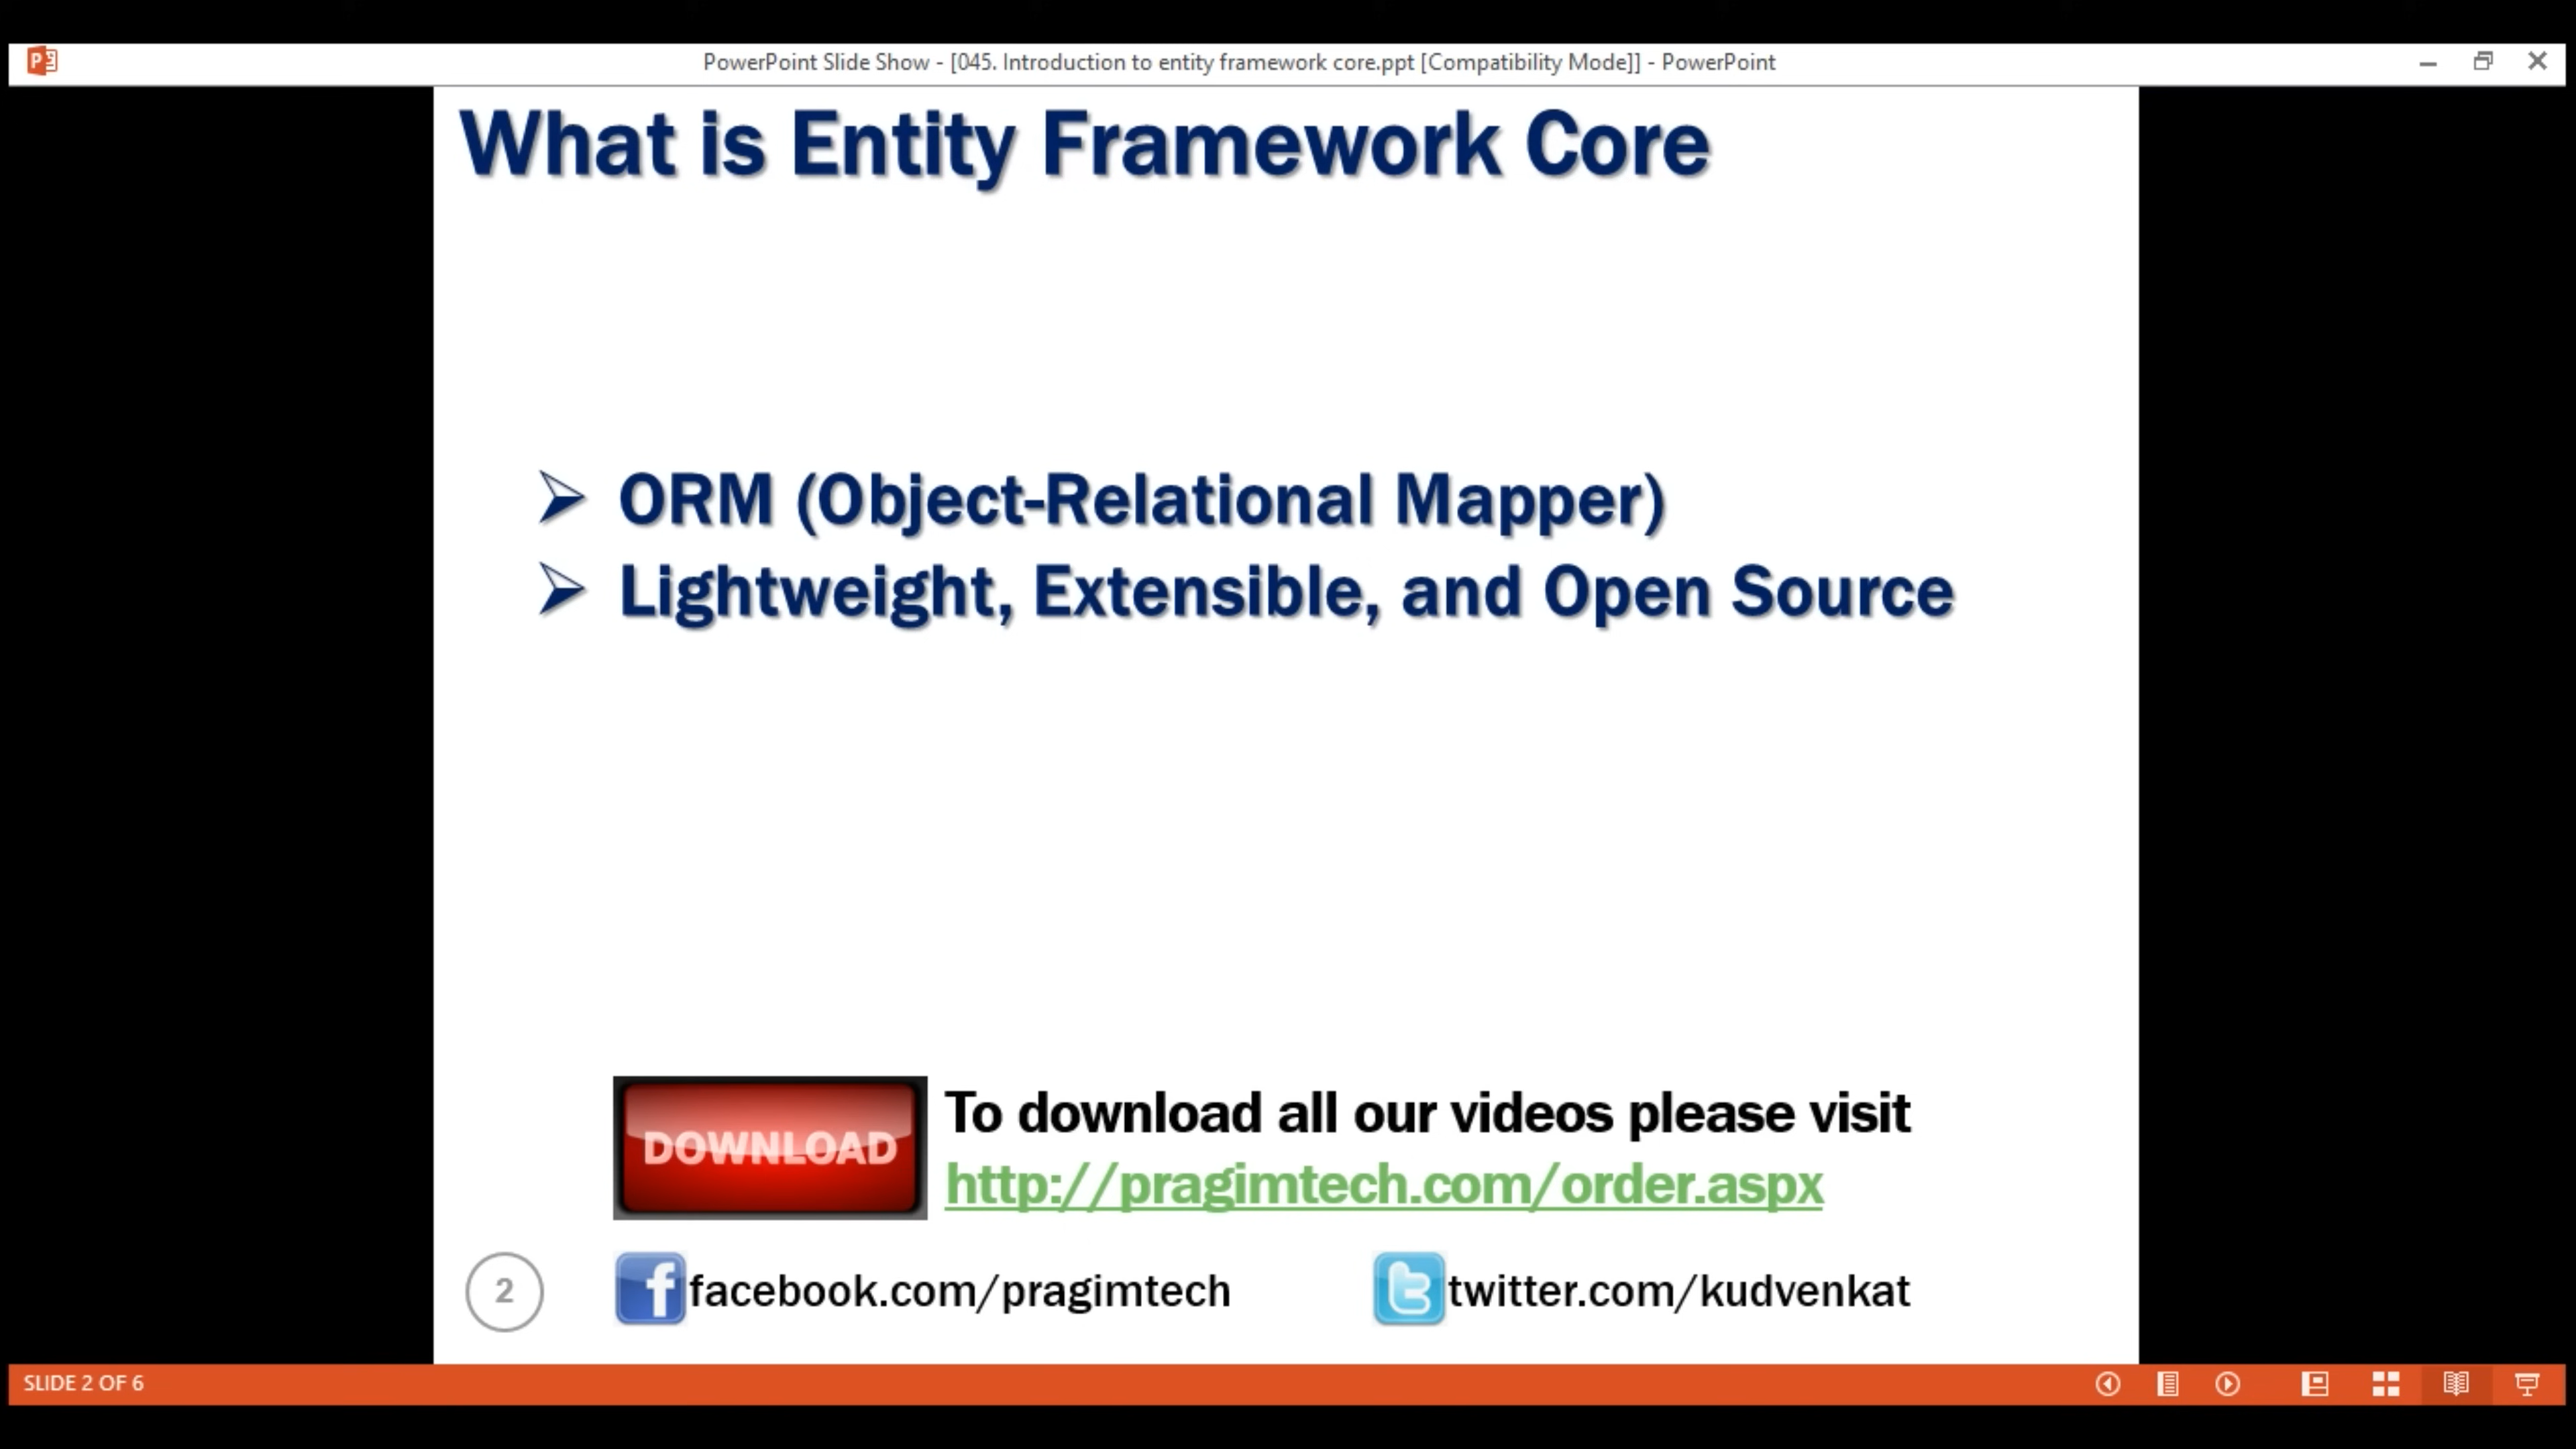 PowerPoint Slide Show - [045. Introduction to entity framework core.ppt [Compatibility Mode]] - PowerPoint
What is Entity Framework Core
ORM (Object-Relational Mapper)
Lightweight, Extensible, and Open Source
DOWNLOAD
To download all our videos please visit
http://pragimtech.com/order.aspx
2
facebook.com/pragimtech
twitter.com/kudvenkat
SLIDE 2 OF 6